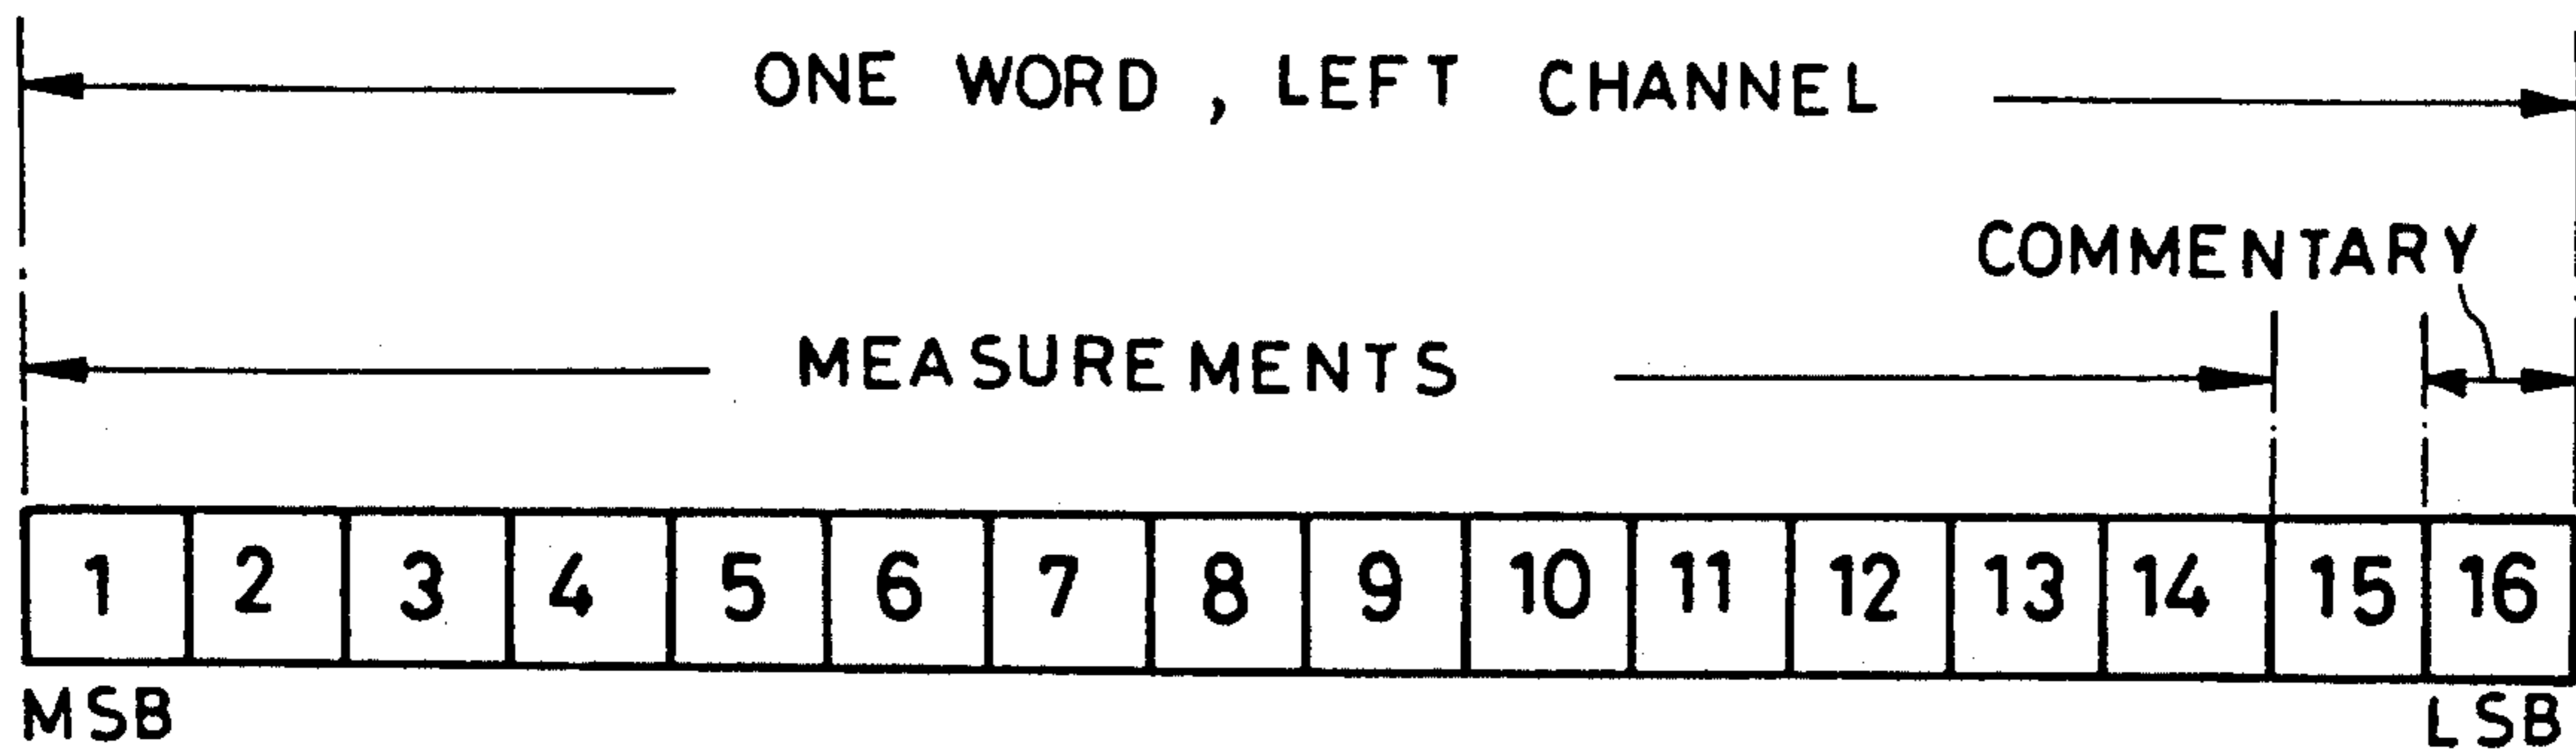 ONE WORD, LEFT CHANNEL
COMMENTARY
MEASUREMENTS
1 2 3 4 5 6 7 8 9 10 11 12 13 14 15 16
MSB LSB